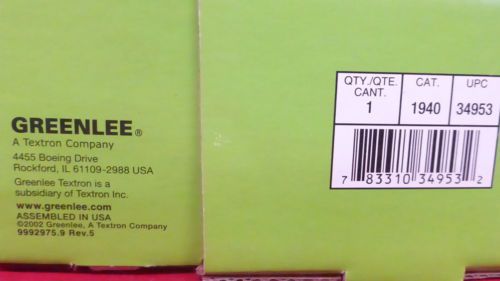 GREENLEE®
A Textron Company
4455 Boeing Drive
Rockford, IL 61109-2988 USA
Greenlee Textron is a
subsidiary of Textron Inc.
www.greenlee.com
ASSEMBLED IN USA
©2002 Greenlee, A Textron Company
9992975.9 Rev.5
QTY./QTE. CAT. UPC
CANT.
1 1940 34953
7 83310 34953 2